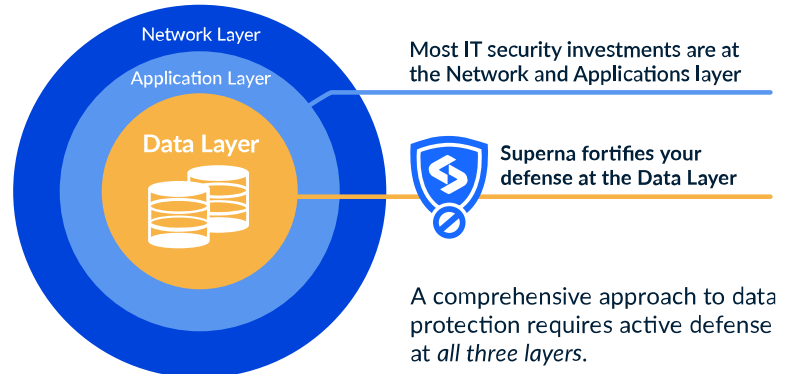 Network Layer
Application Layer
Data Layer
Most IT security investments are at
the Network and Applications layer
Superna fortifies your
defense at the Data Layer
A comprehensive approach to data
protection requires active defense
at all three layers.